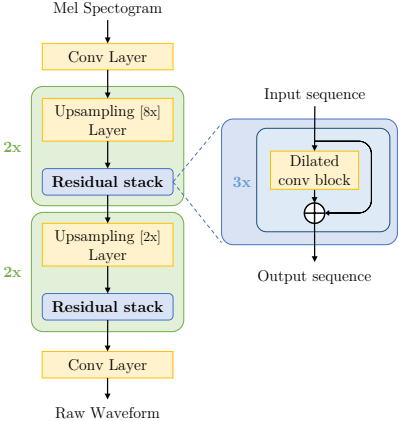 Mel Spectogram
Conv Layer
2x
Upsampling [8x]
Layer
Residual stack
2x
Upsampling [2x]
Layer
Residual stack
Conv Layer
Raw Waveform
Input sequence
3x
Dilated
conv block
Output sequence